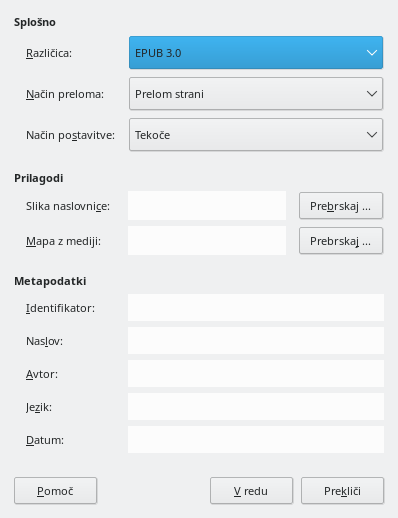 Splošno
Različica: EPUB 3.0
Način preloma: Prelom strani
Način postavitve: Tekoče
Prilagodi
Slika naslovnice: Prebrskaj ...
Mapa z mediji: Prebrskaj ...
Metapodatki
Identifikator:
Naslov:
Avtor:
Jezik:
Datum:
Pomoč V redu Prekliči